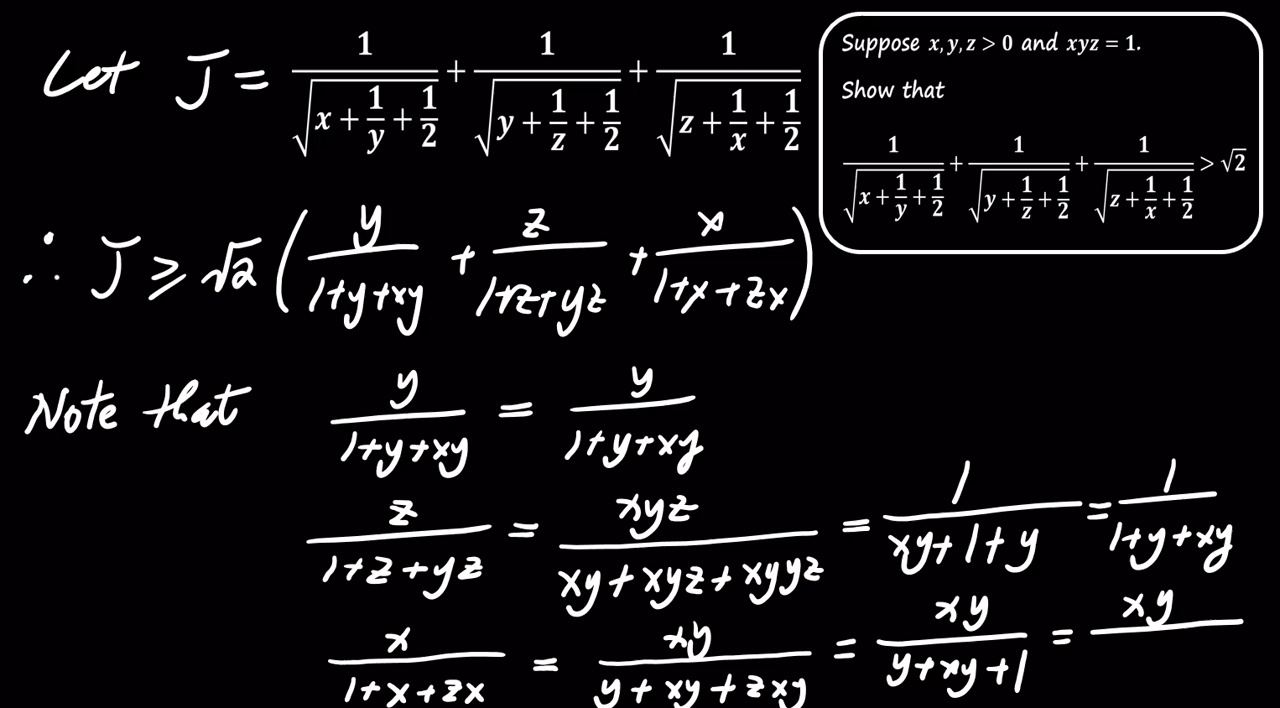 Let J = 1/√(x + 1/y + 1/2) + 1/√(y + 1/z + 1/2) + 1/√(z + 1/x + 1/2)
Suppose x, y, z > 0 and xyz = 1.
Show that
1/√(x + 1/y + 1/2) + 1/√(y + 1/z + 1/2) + 1/√(z + 1/x + 1/2) > √2
∴ J ⩾ √2 ( y/(1+y+xy) + z/(1+z+yz) + x/(1+x+zx) )
Note that y/(1+y+xy) = y/(1+y+xy)
z/(1+z+yz) = xyz/(xy+xyz+xyyz) = 1/(xy+1+y) = 1/(1+y+xy)
x/(1+x+zx) = xy/(y+xy+zxy) = xy/(y+xy+1) = xy/